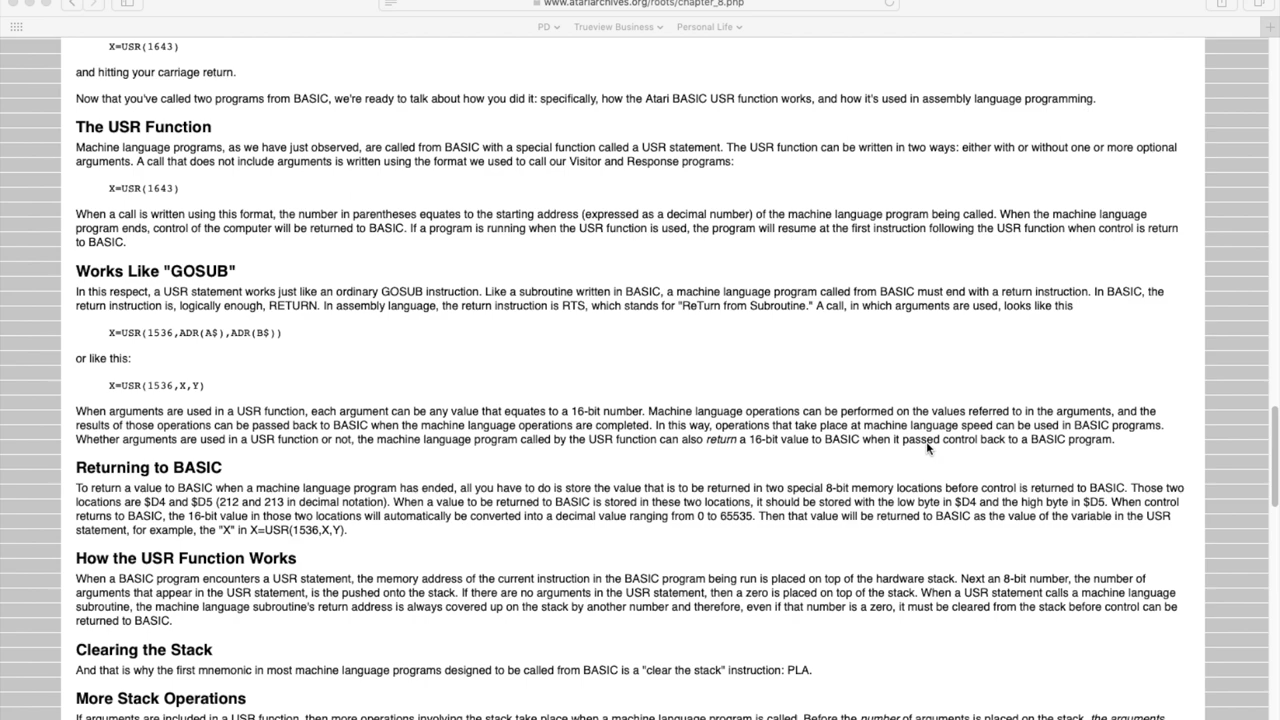 www.atariarchives.org/roots/chapter_8.php
PD Trueview Business Personal Life
X=USR(1643)
and hitting your carriage return.
Now that you've called two programs from BASIC, we're ready to talk about how you did it: specifically, how the Atari BASIC USR function works, and how it's used in assembly language programming.
The USR Function
Machine language programs, as we have just observed, are called from BASIC with a special function called a USR statement. The USR function can be written in two ways: either with or without one or more optional
arguments. A call that does not include arguments is written using the format we used to call our Visitor and Response programs:
X=USR(1643)
When a call is written using this format, the number in parentheses equates to the starting address (expressed as a decimal number) of the machine language program being called. When the machine language
program ends, control of the computer will be returned to BASIC. If a program is running when the USR function is used, the program will resume at the first instruction following the USR function when control is return
to BASIC.
Works Like "GOSUB"
In this respect, a USR statement works just like an ordinary GOSUB instruction. Like a subroutine written in BASIC, a machine language program called from BASIC must end with a return instruction. In BASIC, the
return instruction is, logically enough, RETURN. In assembly language, the return instruction is RTS, which stands for "ReTurn from Subroutine." A call, in which arguments are used, looks like this
X=USR(1536,ADR(A$),ADR(B$))
or like this:
X=USR(1536,X,Y)
When arguments are used in a USR function, each argument can be any value that equates to a 16-bit number. Machine language operations can be performed on the values referred to in the arguments, and the
results of those operations can be passed back to BASIC when the machine language operations are completed. In this way, operations that take place at machine language speed can be used in BASIC programs.
Whether arguments are used in a USR function or not, the machine language program called by the USR function can also return a 16-bit value to BASIC when it passed control back to a BASIC program.
Returning to BASIC
To return a value to BASIC when a machine language program has ended, all you have to do is store the value that is to be returned in two special 8-bit memory locations before control is returned to BASIC. Those two
locations are $D4 and $D5 (212 and 213 in decimal notation). When a value to be returned to BASIC is stored in these two locations, it should be stored with the low byte in $D4 and the high byte in $D5. When control
returns to BASIC, the 16-bit value in those two locations will automatically be converted into a decimal value ranging from 0 to 65535. Then that value will be returned to BASIC as the value of the variable in the USR
statement, for example, the "X" in X=USR(1536,X,Y).
How the USR Function Works
When a BASIC program encounters a USR statement, the memory address of the current instruction in the BASIC program being run is placed on top of the hardware stack. Next an 8-bit number, the number of
arguments that appear in the USR statement, is the pushed onto the stack. If there are no arguments in the USR statement, then a zero is placed on top of the stack. When a USR statement calls a machine language
subroutine, the machine language subroutine's return address is always covered up on the stack by another number and therefore, even if that number is a zero, it must be cleared from the stack before control can be
returned to BASIC.
Clearing the Stack
And that is why the first mnemonic in most machine language programs designed to be called from BASIC is a "clear the stack" instruction: PLA.
More Stack Operations
If arguments are included in a USR function, then more operations involving the stack take place when a machine language program is called. Before the number of arguments is placed on the stack, the arguments